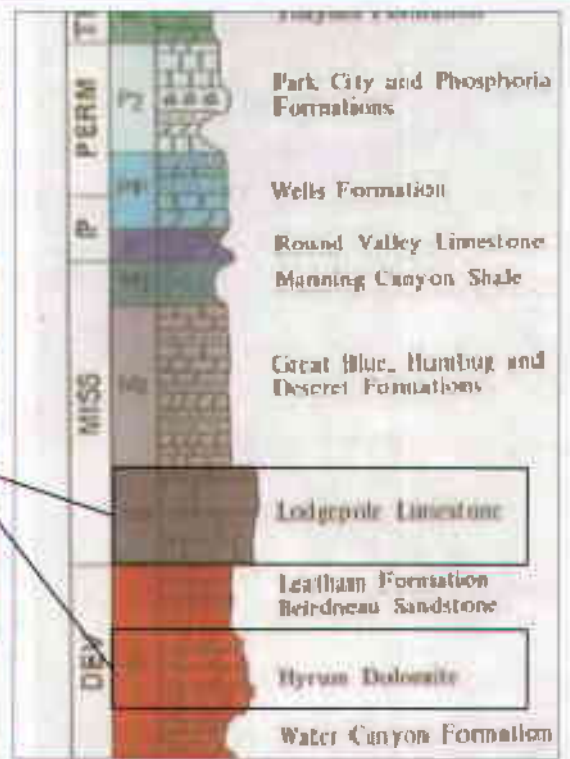 PERM
Park City and Phosphoria
Formations
Wells Formation
P
Round Valley Limestone
Manning Canyon Shale
MISS
Great Blue, Humbug and
Deseret Formations
Lodgepole Limestone
Leatham Formation
Beirdneau Sandstone
DEV
Hyrum Dolomite
Water Canyon Formation